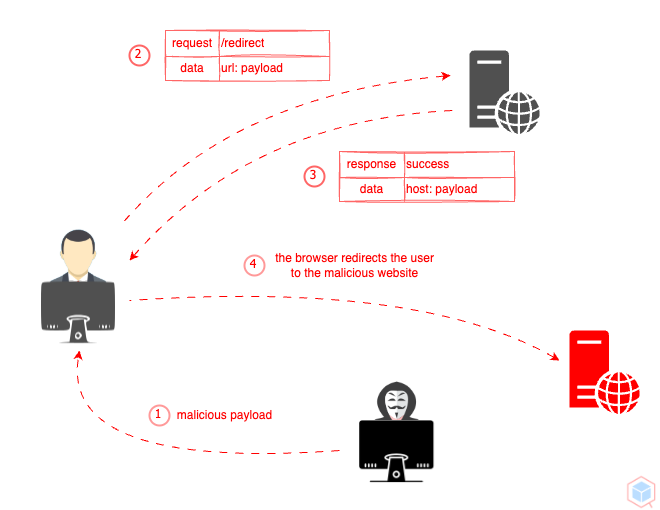 2
request /redirect
data url: payload
3
response success
data host: payload
4
the browser redirects the user
to the malicious website
1
malicious payload